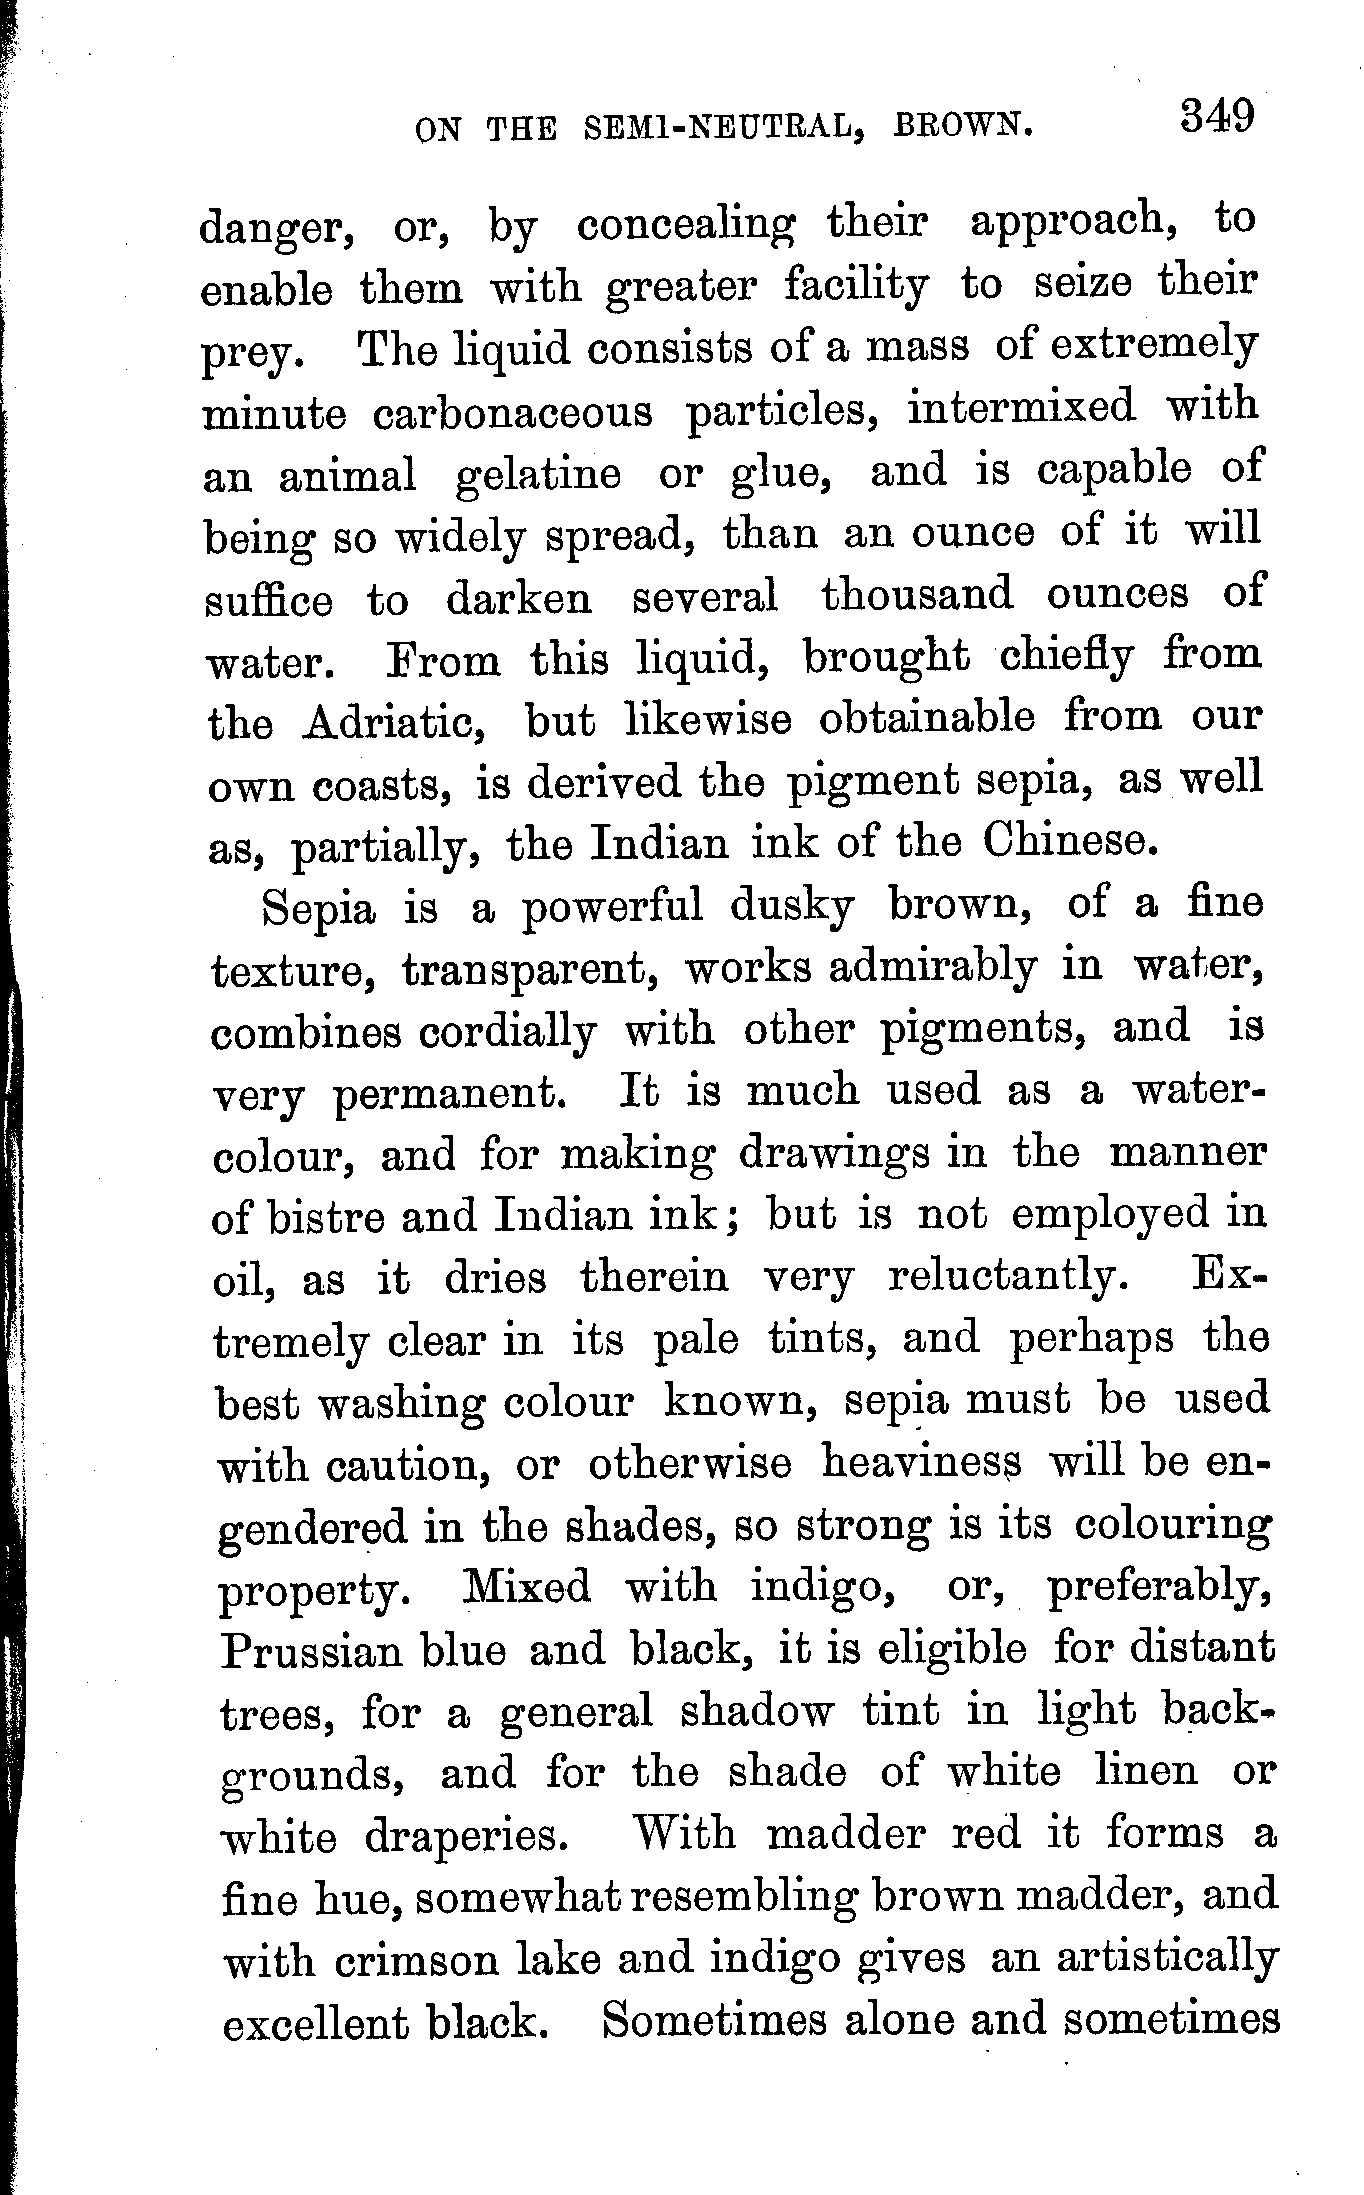 ON THE SEMI-NEUTRAL, BROWN. 349
danger, or, by concealing their approach, to
enable them with greater facility to seize their
prey. The liquid consists of a mass of extremely
minute carbonaceous particles, intermixed with
an animal gelatine or glue, and is capable of
being so widely spread, than an ounce of it will
suffice to darken several thousand ounces of
water. From this liquid, brought chiefly from
the Adriatic, but likewise obtainable from our
own coasts, is derived the pigment sepia, as well
as, partially, the Indian ink of the Chinese.
Sepia is a powerful dusky brown, of a fine
texture, transparent, works admirably in water,
combines cordially with other pigments, and is
very permanent. It is much used as a water-
colour, and for making drawings in the manner
of bistre and Indian ink; but is not employed in
oil, as it dries therein very reluctantly. Ex-
tremely clear in its pale tints, and perhaps the
best washing colour known, sepia must be used
with caution, or otherwise heaviness will be en-
gendered in the shades, so strong is its colouring
property. Mixed with indigo, or, preferably,
Prussian blue and black, it is eligible for distant
trees, for a general shadow tint in light back-
grounds, and for the shade of white linen or
white draperies. With madder red it forms a
fine hue, somewhat resembling brown madder, and
with crimson lake and indigo gives an artistically
excellent black. Sometimes alone and sometimes